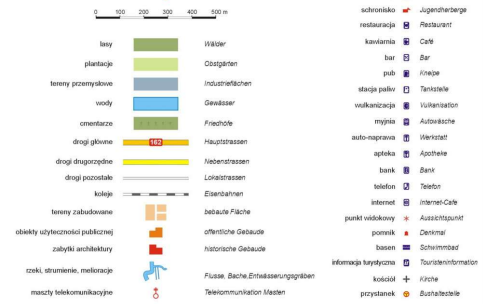 0 100 200 300 400 500 m
lasy Wälder
plantacje Obstgärten
tereny przemysłowe Industrieflächen
wody Gewässer
cmentarze Friedhöfe
drogi główne 162 Hauptstrassen
drogi drugorzędne Nebenstrassen
drogi pozostałe Lokalstrassen
koleje Eisenbahnen
tereny zabudowane bebaute Fläche
obiekty użyteczności publicznej offentliche Gebaude
zabytki architektury historische Gebaude
rzeki, strumienie, melioracje Flusse, Bache, Entwässerungsgräben
maszty telekomunikacyjne Telekommunikation Masten
schronisko Jugendherberge
restauracja Restaurant
kawiarnia Café
bar Bar
pub Kneipe
stacja paliw Tankstelle
wulkanizacja Vulkanisation
myjnia Autowäsche
auto-naprawa Werkstatt
apteka Apotheke
bank Bank
telefon Telefon
internet Internet-Cafe
punkt widokowy Aussichtspunkt
pomnik Denkmal
basen Schwimmbad
informacja turystyczna Touristeninformation
kościół Kirche
przystanek Bushaltestelle